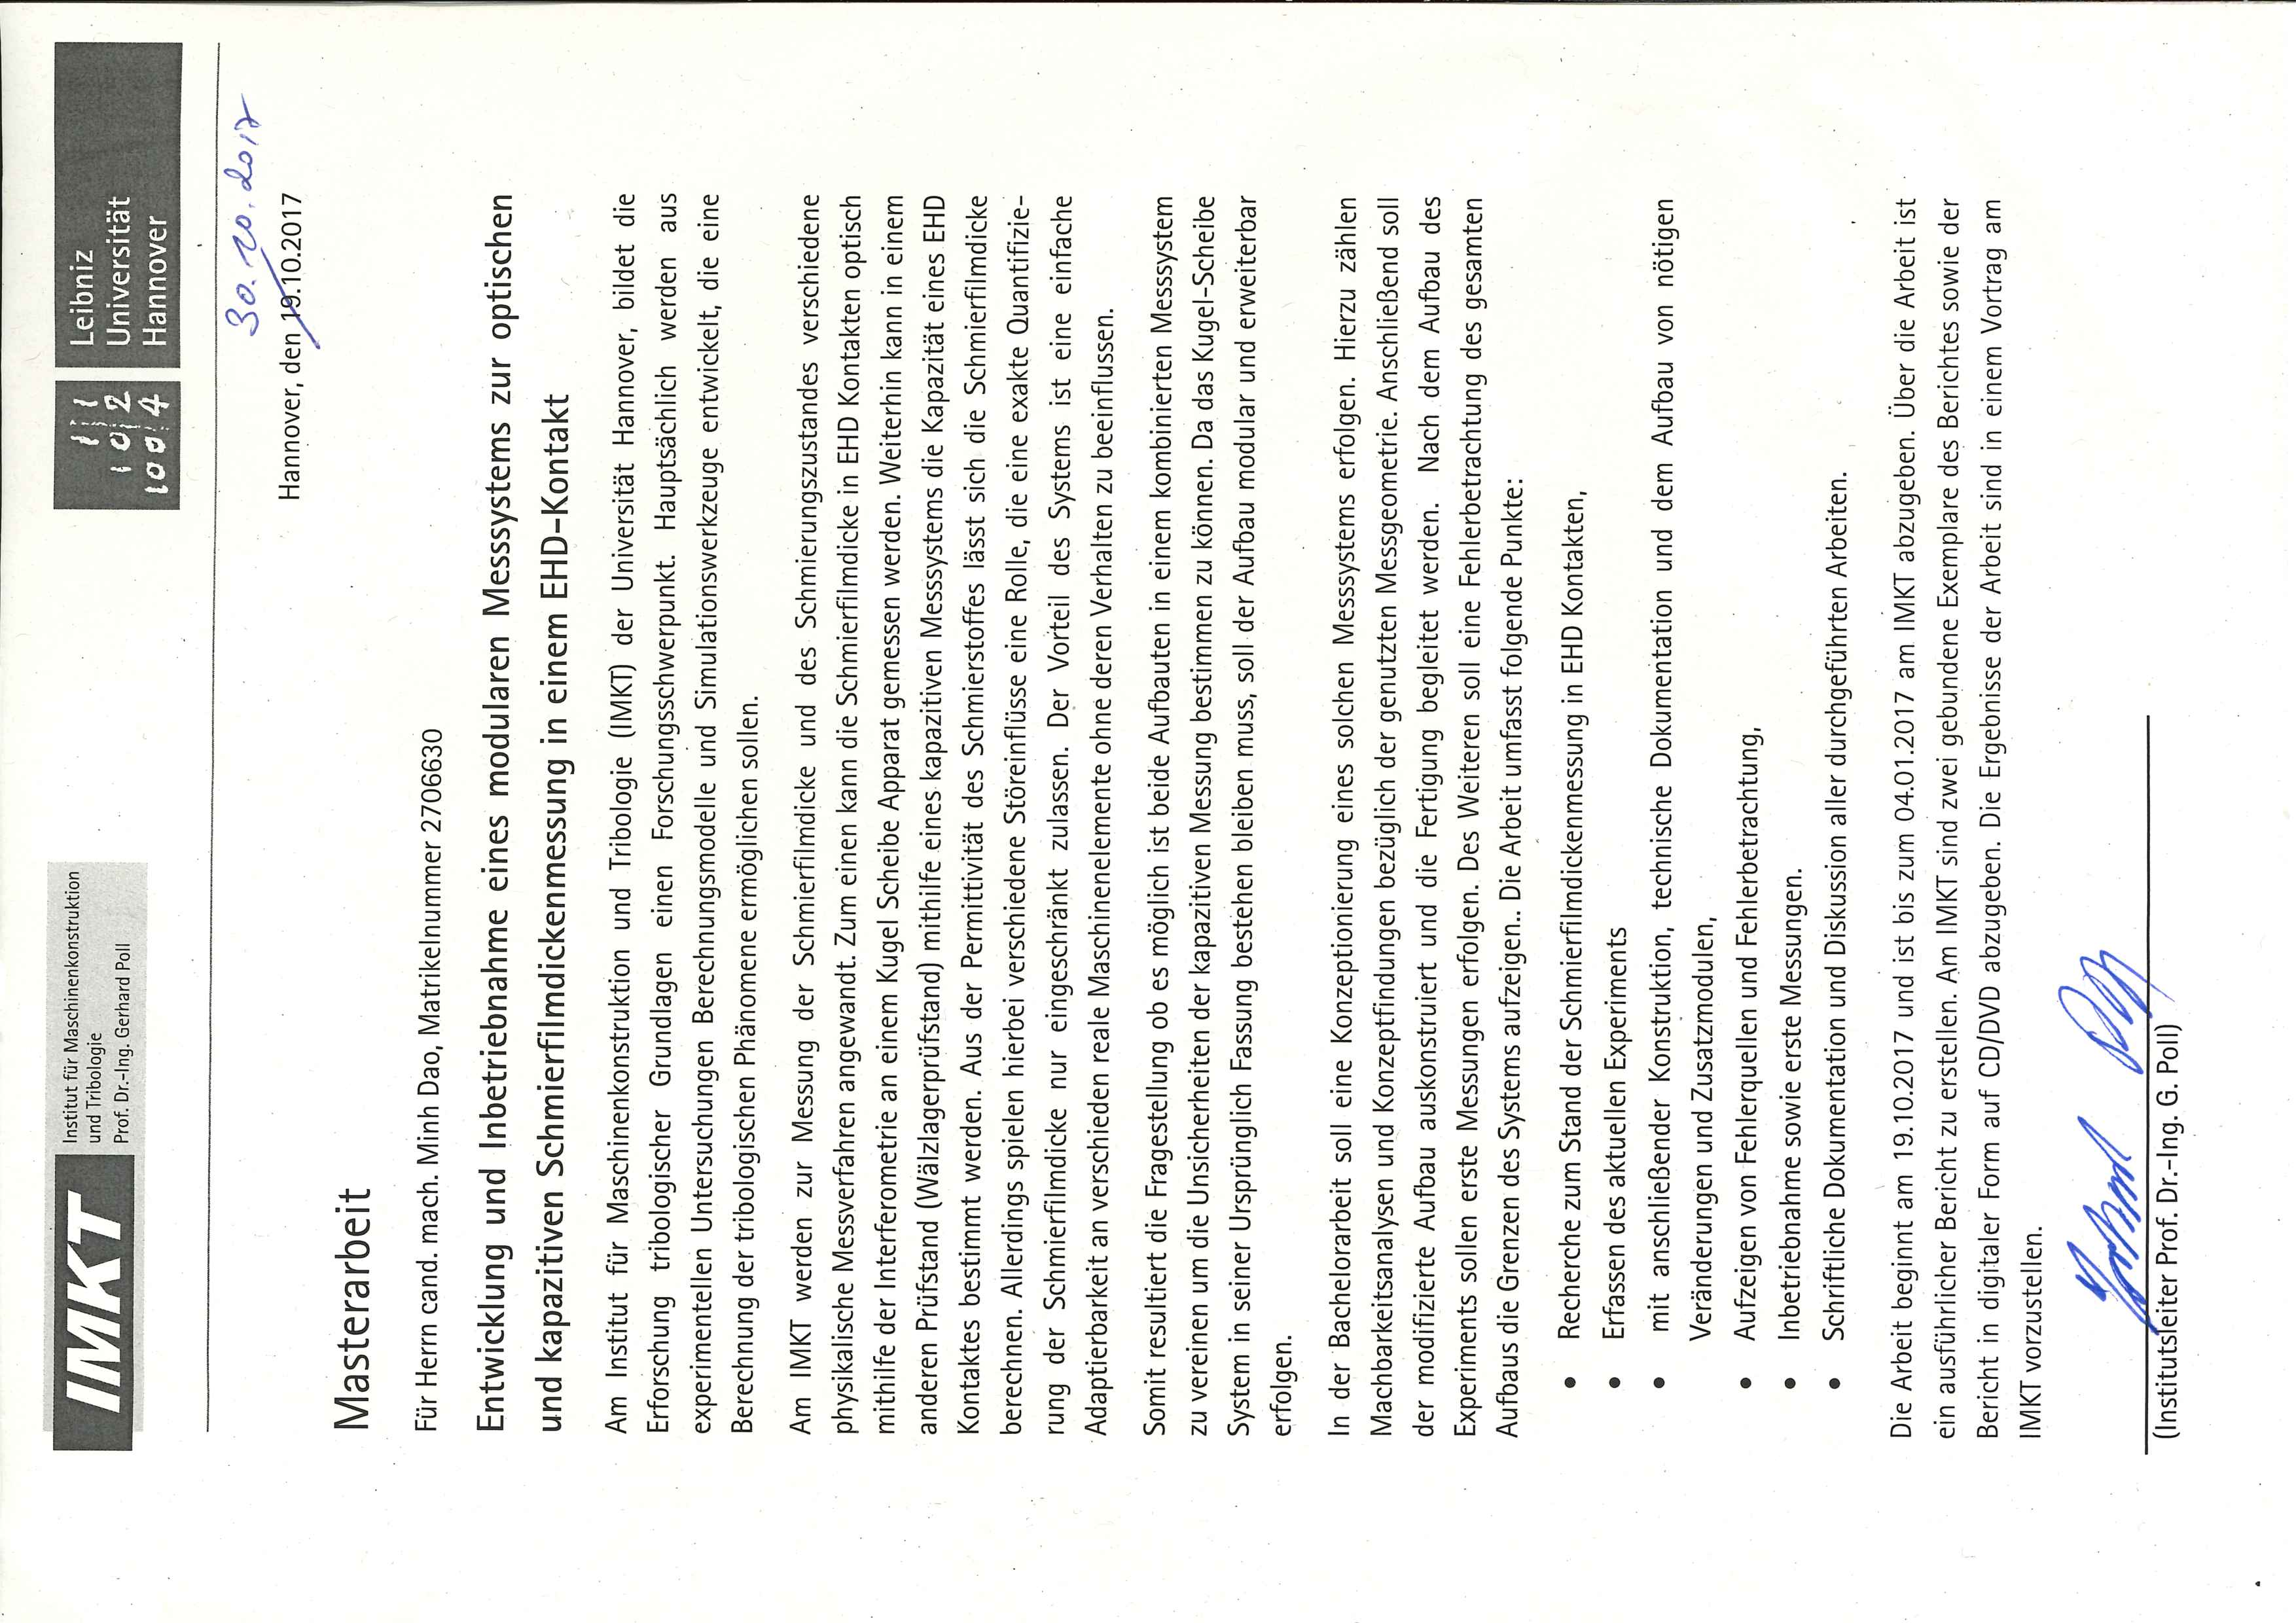 IMKT
Institut für Maschinenkonstruktion
und Tribologie
Prof. Dr.-Ing. Gerhard Poll
1 1
1 0 2
1 0 0 4
Leibniz
Universität
Hannover
30.10.2017
Hannover, den 19.10.2017
Masterarbeit
Für Herrn cand. mach. Minh Dao, Matrikelnummer 2706630
Entwicklung und Inbetriebnahme eines modularen Messsystems zur optischen
und kapazitiven Schmierfilmdickenmessung in einem EHD-Kontakt
Am Institut für Maschinenkonstruktion und Tribologie (IMKT) der Universität Hannover, bildet die
Erforschung tribologischer Grundlagen einen Forschungsschwerpunkt. Hauptsächlich werden aus
experimentellen Untersuchungen Berechnungsmodelle und Simulationswerkzeuge entwickelt, die eine
Berechnung der tribologischen Phänomene ermöglichen sollen.
Am IMKT werden zur Messung der Schmierfilmdicke und des Schmierungszustandes verschiedene
physikalische Messverfahren angewandt. Zum einen kann die Schmierfilmdicke in EHD Kontakten optisch
mithilfe der Interferometrie an einem Kugel Scheibe Apparat gemessen werden. Weiterhin kann in einem
anderen Prüfstand (Wälzlagerprüfstand) mithilfe eines kapazitiven Messsystems die Kapazität eines EHD
Kontaktes bestimmt werden. Aus der Permittivität des Schmierstoffes lässt sich die Schmierfilmdicke
berechnen. Allerdings spielen hierbei verschiedene Störeinflüsse eine Rolle, die eine exakte Quantifizie-
rung der Schmierfilmdicke nur eingeschränkt zulassen. Der Vorteil des Systems ist eine einfache
Adaptierbarkeit an verschieden reale Maschinenelemente ohne deren Verhalten zu beeinflussen.
Somit resultiert die Fragestellung ob es möglich ist beide Aufbauten in einem kombinierten Messsystem
zu vereinen um die Unsicherheiten der kapazitiven Messung bestimmen zu können. Da das Kugel-Scheibe
System in seiner Ursprünglich Fassung bestehen bleiben muss, soll der Aufbau modular und erweiterbar
erfolgen.
In der Bachelorarbeit soll eine Konzeptionierung eines solchen Messsystems erfolgen. Hierzu zählen
Machbarkeitsanalysen und Konzeptfindungen bezüglich der genutzten Messgeometrie. Anschließend soll
der modifizierte Aufbau auskonstruiert und die Fertigung begleitet werden. Nach dem Aufbau des
Experiments sollen erste Messungen erfolgen. Des Weiteren soll eine Fehlerbetrachtung des gesamten
Aufbaus die Grenzen des Systems aufzeigen.. Die Arbeit umfasst folgende Punkte:
• Recherche zum Stand der Schmierfilmdickenmessung in EHD Kontakten,
• Erfassen des aktuellen Experiments
• mit anschließender Konstruktion, technische Dokumentation und dem Aufbau von nötigen
Veränderungen und Zusatzmodulen,
• Aufzeigen von Fehlerquellen und Fehlerbetrachtung,
• Inbetriebnahme sowie erste Messungen.
• Schriftliche Dokumentation und Diskussion aller durchgeführten Arbeiten.
Die Arbeit beginnt am 19.10.2017 und ist bis zum 04.01.2017 am IMKT abzugeben. Über die Arbeit ist
ein ausführlicher Bericht zu erstellen. Am IMKT sind zwei gebundene Exemplare des Berichtes sowie der
Bericht in digitaler Form auf CD/DVD abzugeben. Die Ergebnisse der Arbeit sind in einem Vortrag am
IMKT vorzustellen.
(Institutsleiter Prof. Dr.-Ing. G. Poll)